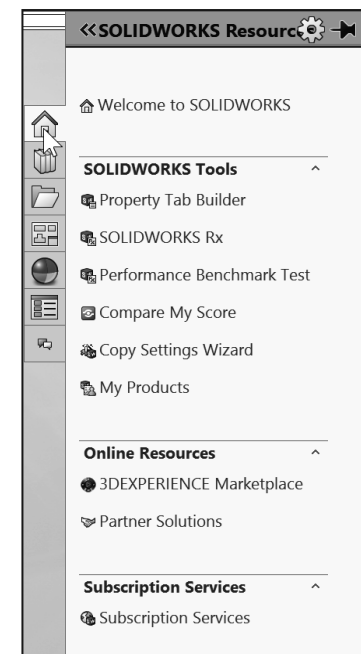 SOLIDWORKS Resourc
Welcome to SOLIDWORKS
SOLIDWORKS Tools
Property Tab Builder
SOLIDWORKS Rx
Performance Benchmark Test
Compare My Score
Copy Settings Wizard
My Products
Online Resources
3DEXPERIENCE Marketplace
Partner Solutions
Subscription Services
Subscription Services